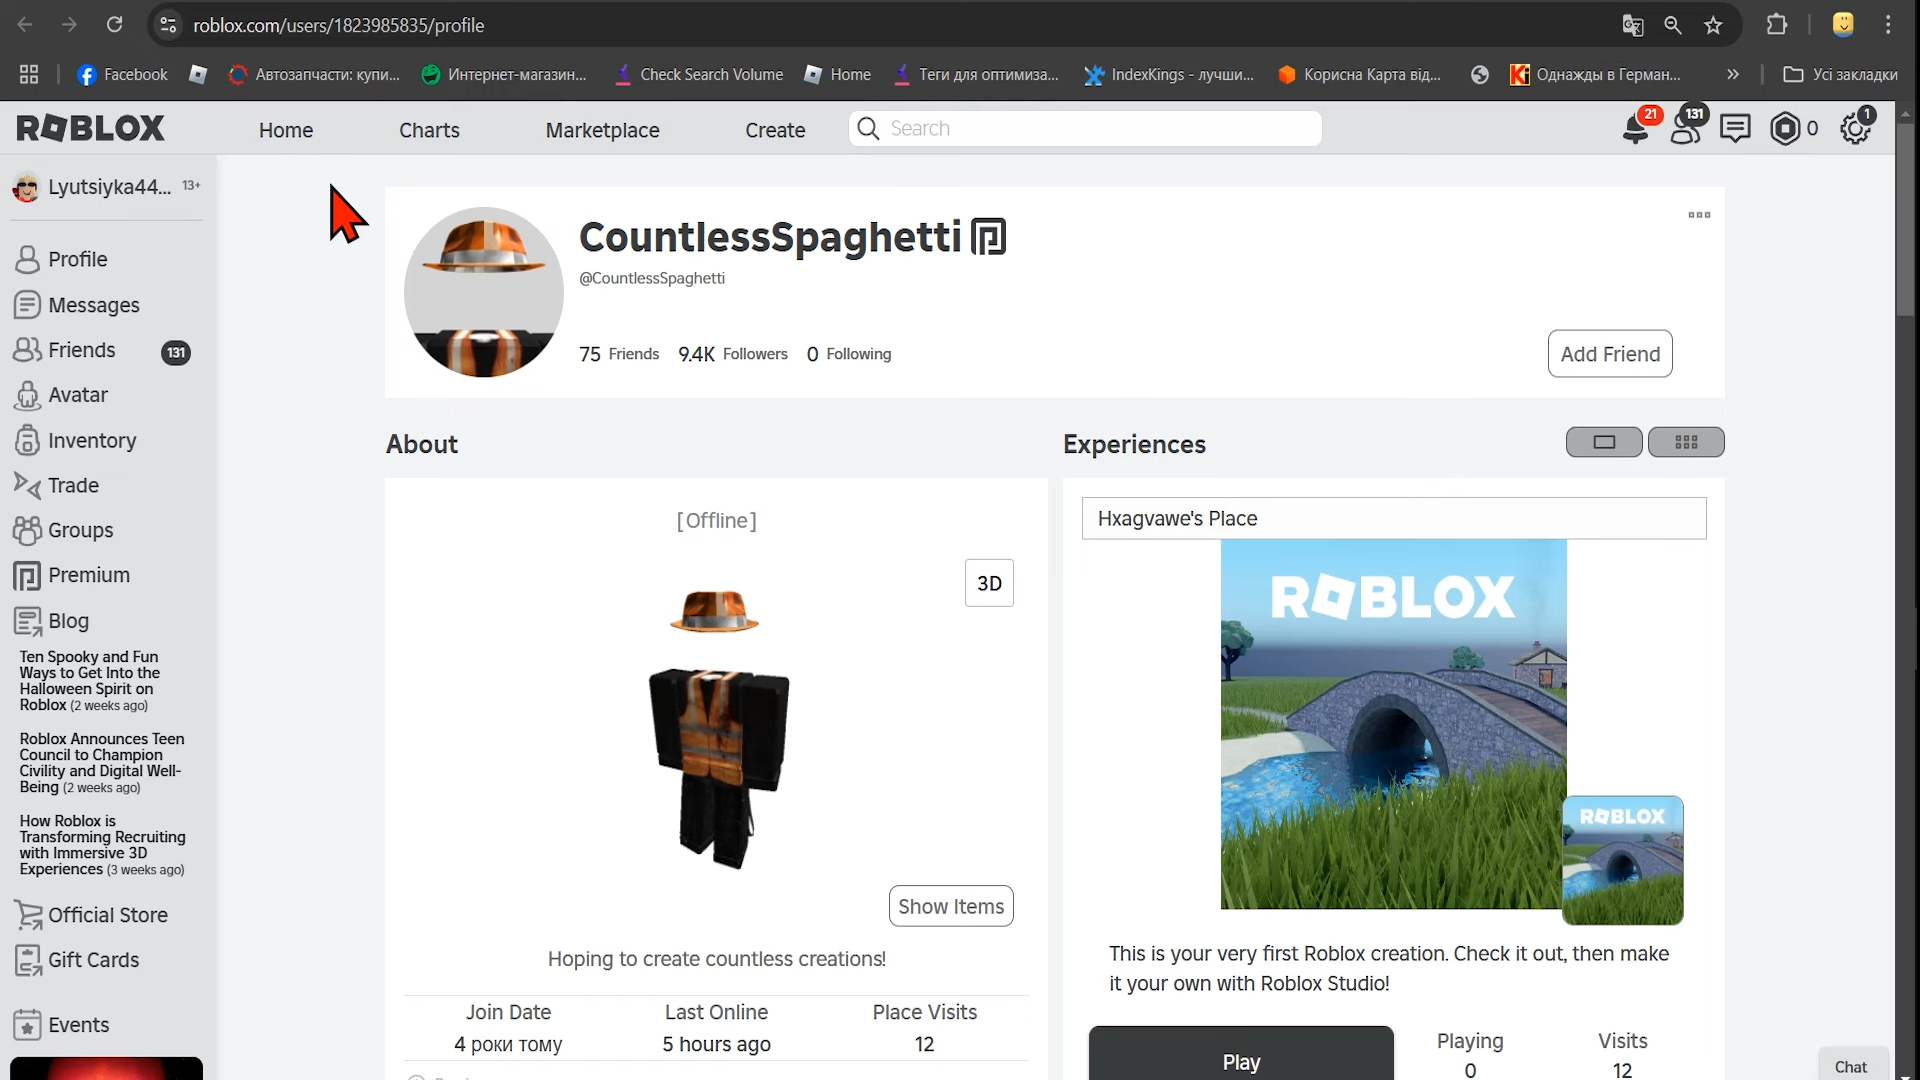 roblox.com/users/1823985835/profile
Facebook
Автозапчасти: купи...
Интернет-магазин...
Check Search Volume
Home
Теги для оптимиза...
IndexKings - лучши...
Корисна Карта від...
Однажды в Герман...
Усі закладки
ROBLOX
Home
Charts
Marketplace
Create
Search
21
131
0
1
Lyutsiyka44... 13+
Profile
Messages
Friends 131
Avatar
Inventory
Trade
Groups
Premium
Blog
Ten Spooky and Fun
Ways to Get Into the
Halloween Spirit on
Roblox (2 weeks ago)
Roblox Announces Teen
Council to Champion
Civility and Digital Well-
Being (2 weeks ago)
How Roblox is
Transforming Recruiting
with Immersive 3D
Experiences (3 weeks ago)
Official Store
Gift Cards
Events
CountlessSpaghetti
@CountlessSpaghetti
75 Friends 9.4K Followers 0 Following
Add Friend
About
[Offline]
3D
Show Items
Hoping to create countless creations!
Join Date Last Online Place Visits
4 роки тому 5 hours ago 12
Experiences
Hxagvawe's Place
ROBLOX
ROBLOX
This is your very first Roblox creation. Check it out, then make
it your own with Roblox Studio!
Play
Playing Visits
0 12
Chat